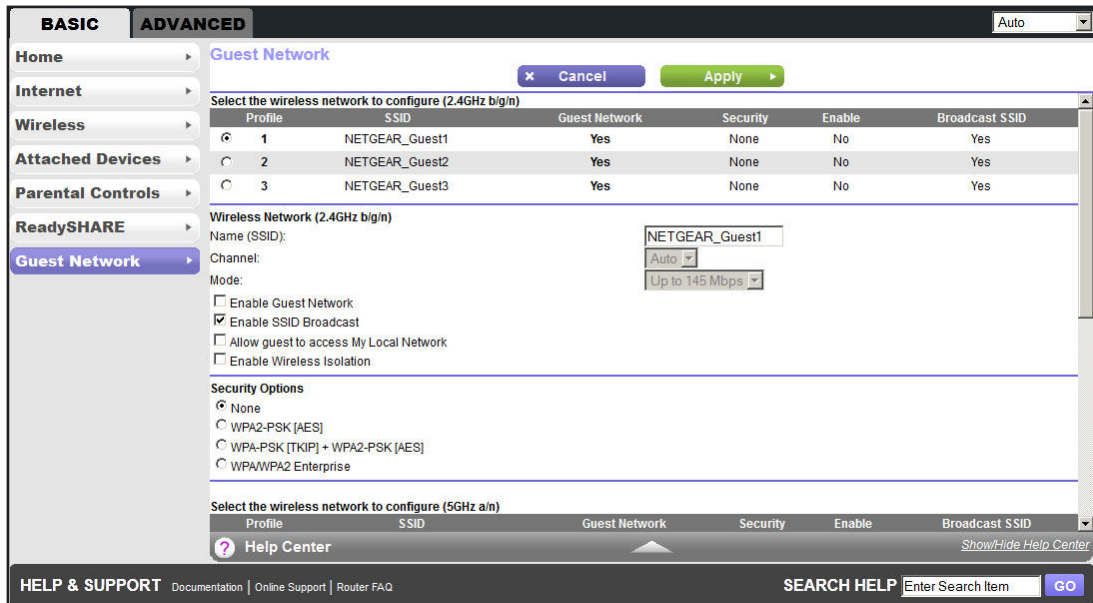 BASIC ADVANCED Auto
Home
Internet
Wireless
Attached Devices
Parental Controls
ReadySHARE
Guest Network
Guest Network
Cancel Apply
Select the wireless network to configure (2.4GHz b/g/n)
Profile SSID Guest Network Security Enable Broadcast SSID
1 NETGEAR_Guest1 Yes None No Yes
2 NETGEAR_Guest2 Yes None No Yes
3 NETGEAR_Guest3 Yes None No Yes
Wireless Network (2.4GHz b/g/n)
Name (SSID): NETGEAR_Guest1
Channel: Auto
Mode: Up to 145 Mbps
Enable Guest Network
Enable SSID Broadcast
Allow guest to access My Local Network
Enable Wireless Isolation
Security Options
None
WPA2-PSK [AES]
WPA-PSK [TKIP] + WPA2-PSK [AES]
WPA/WPA2 Enterprise
Select the wireless network to configure (5GHz a/n)
Profile SSID Guest Network Security Enable Broadcast SSID
? Help Center Show/Hide Help Center
HELP & SUPPORT Documentation | Online Support | Router FAQ SEARCH HELP Enter Search Item GO